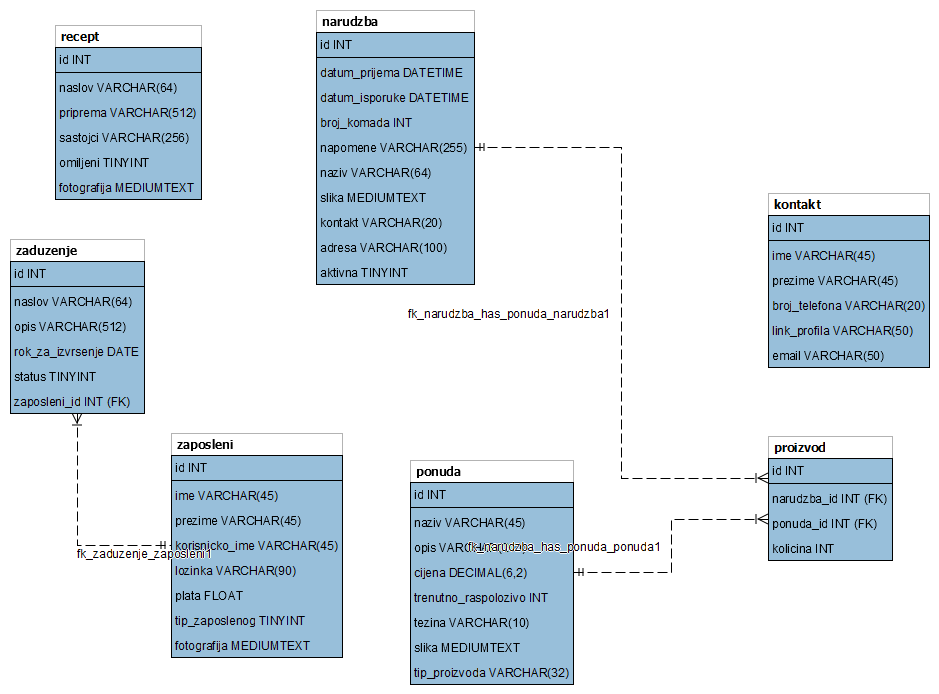 recept
id INT
naslov VARCHAR(64)
priprema VARCHAR(512)
sastojci VARCHAR(256)
omiljeni TINYINT
fotografija MEDIUMTEXT
narudzba
id INT
datum_prijema DATETIME
datum_isporuke DATETIME
broj_komada INT
napomene VARCHAR(255)
naziv VARCHAR(64)
slika MEDIUMTEXT
kontakt VARCHAR(20)
adresa VARCHAR(100)
aktivna TINYINT
kontakt
id INT
ime VARCHAR(45)
prezime VARCHAR(45)
broj_telefona VARCHAR(20)
link_profila VARCHAR(50)
email VARCHAR(50)
zaduzenje
id INT
naslov VARCHAR(64)
opis VARCHAR(512)
rok_za_izvrsenje DATE
status TINYINT
zaposleni_id INT (FK)
fk_narudzba_has_ponuda_narudzba1
zaposleni
id INT
ime VARCHAR(45)
prezime VARCHAR(45)
korisnicko_ime VARCHAR(45)
lozinka VARCHAR(90)
plata FLOAT
tip_zaposlenog TINYINT
fotografija MEDIUMTEXT
fk_zaduzenje_zaposleni1
ponuda
id INT
naziv VARCHAR(45)
opis
cijena DECIMAL(6,2)
trenutno_raspolozivo INT
tezina VARCHAR(10)
slika MEDIUMTEXT
tip_proizvoda VARCHAR(32)
fk_narudzba_has_ponuda_ponuda1
proizvod
id INT
narudzba_id INT (FK)
ponuda_id INT (FK)
kolicina INT